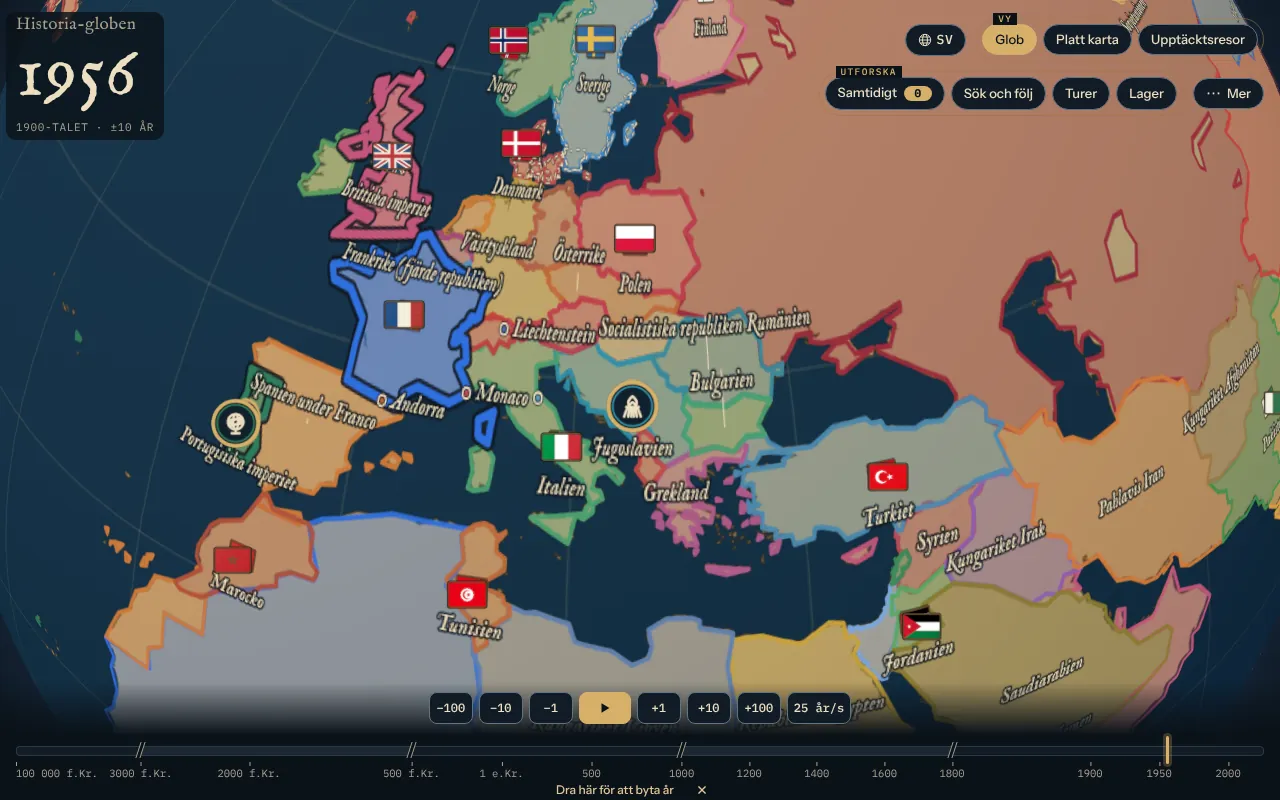 Historia-globen
1956
1900-TALET · ±10 ÅR
VY
SV
Glob
Platt karta
Upptäcktsresor
UTFORSKA
Samtidigt 0
Sök och följ
Turer
Lager
··· Mer
Finland
Norge
Sverige
Danmark
Brittiska imperiet
Västtyskland
Österrike
Polen
Frankrike (fjärde republiken)
Liechtenstein
Socialistiska republiken Rumänien
Bulgarien
Monaco
Andorra
Spanien under Franco
Portugisiska imperiet
Jugoslavien
Italien
Grekland
Turkiet
Syrien
Kungariket Irak
Pahlavis Iran
Kungariket Afghanistan
Marocko
Tunisien
Jordanien
Saudiarabien
−100
−10
−1
+1
+10
+100
25 år/s
100 000 f.Kr.
3000 f.Kr.
2000 f.Kr.
500 f.Kr.
1 e.Kr.
500
1000
1200
1400
1600
1800
1900
1950
2000
Dra här för att byta år ✕